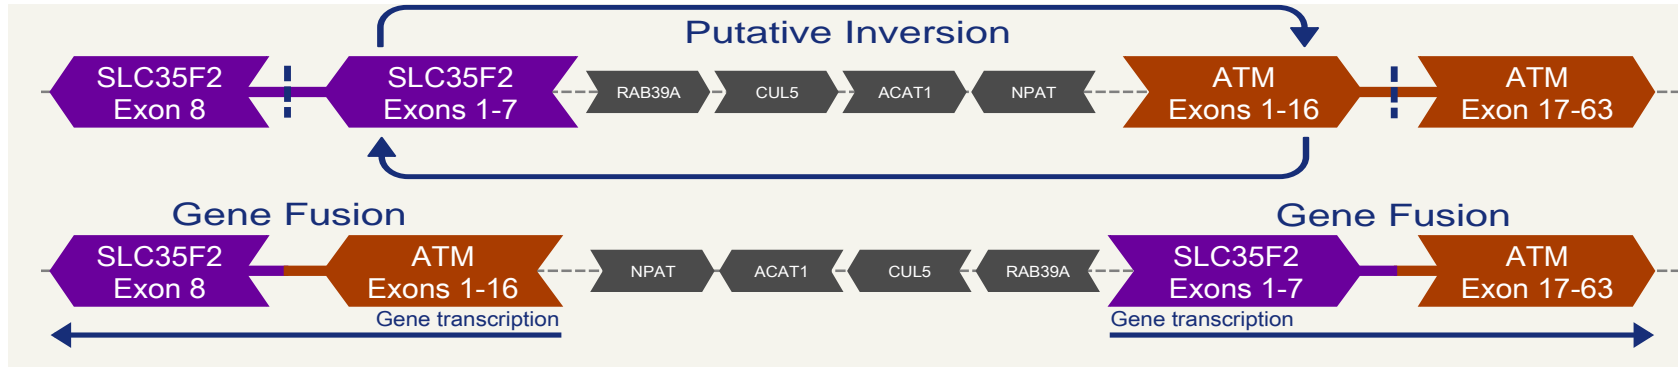 Putative Inversion
SLC35F2
Exon 8
SLC35F2
Exons 1-7
RAB39A
CUL5
ACAT1
NPAT
ATM
Exons 1-16
ATM
Exon 17-63
Gene Fusion
Gene Fusion
SLC35F2
Exon 8
ATM
Exons 1-16
NPAT
ACAT1
CUL5
RAB39A
SLC35F2
Exons 1-7
ATM
Exon 17-63
Gene transcription
Gene transcription